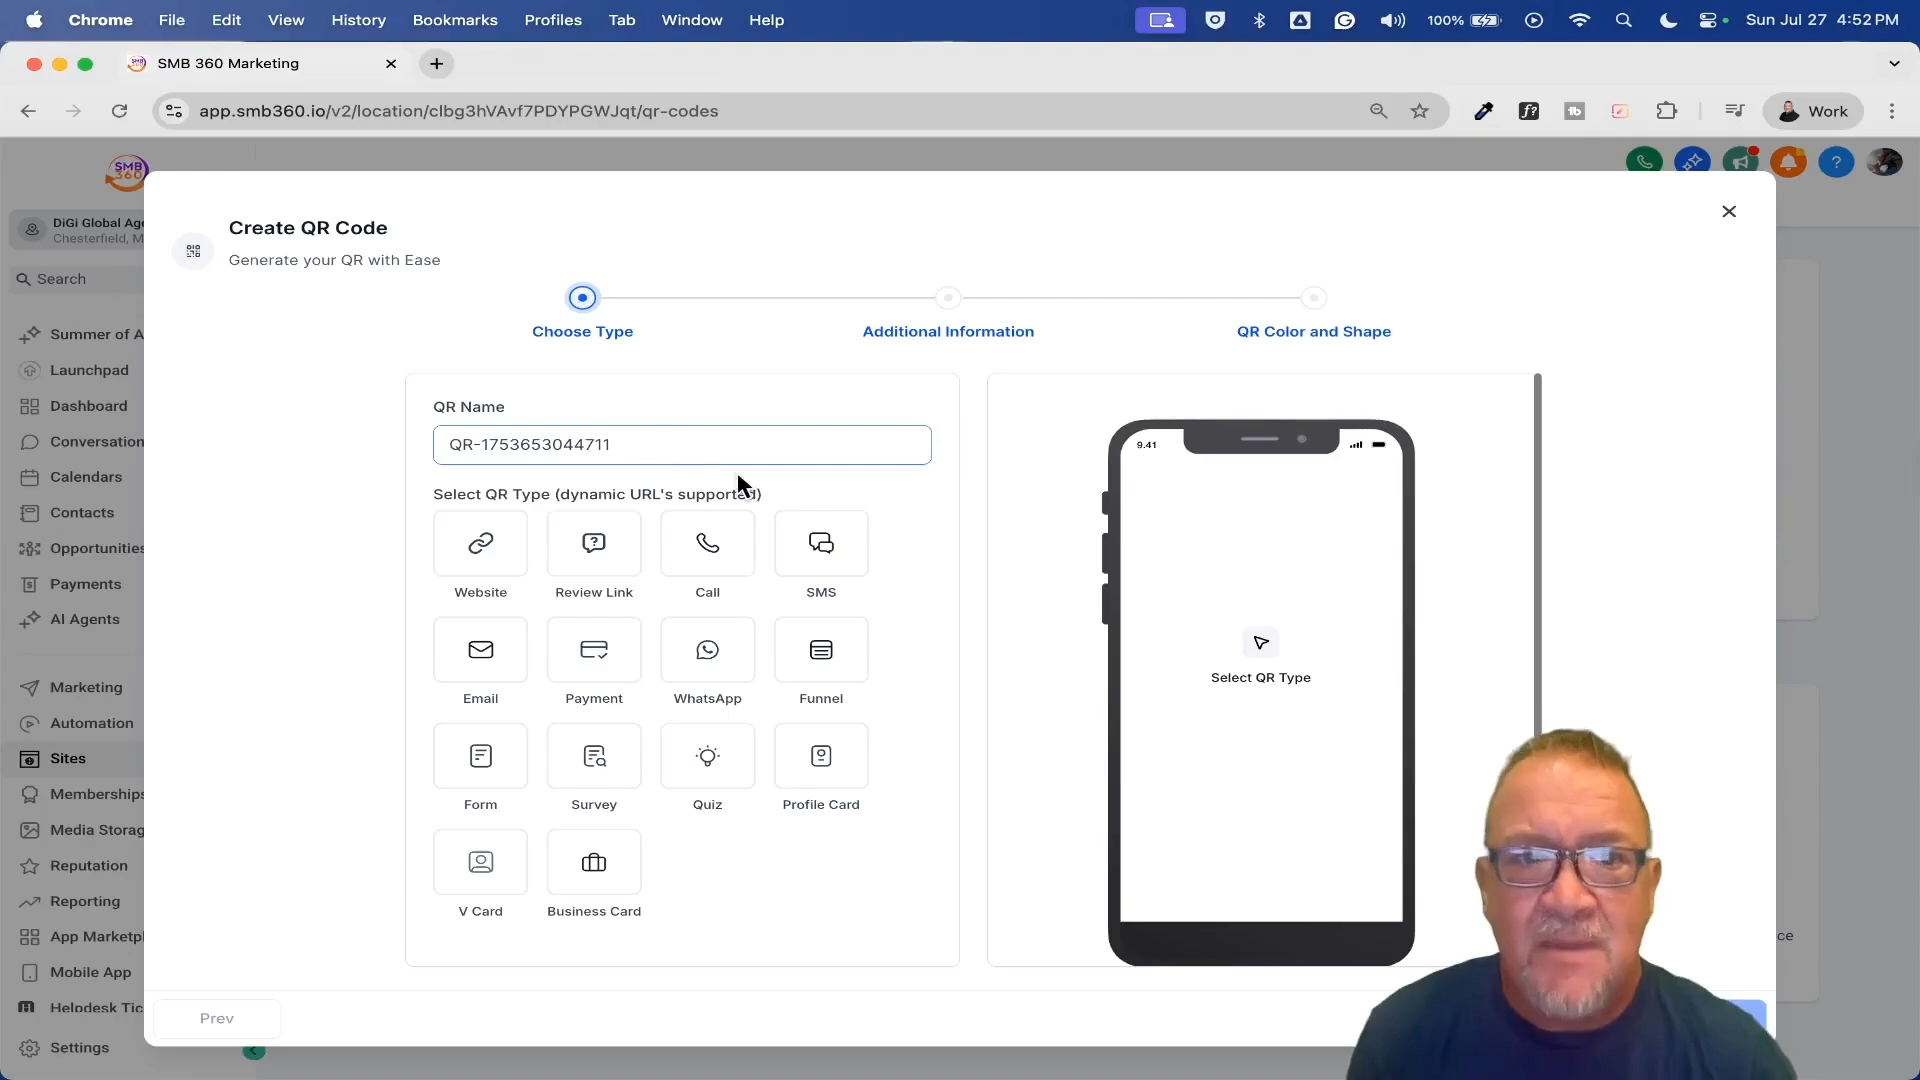 Chrome File Edit View History Bookmarks Profiles Tab Window Help 100% Sun Jul 27 4:52 PM
SMB 360 Marketing
app.smb360.io/v2/location/clbg3hVAvf7PDYPGWJqt/qr-codes
Work
SMB
360
DiGi Global Age
Chesterfield, M
Search
Summer of A
Launchpad
Dashboard
Conversation
Calendars
Contacts
Opportunities
Payments
AI Agents
Marketing
Automation
Sites
Memberships
Media Storag
Reputation
Reporting
App Marketpl
Mobile App
Helpdesk Tic
Settings
Create QR Code
Generate your QR with Ease
Choose Type
Additional Information
QR Color and Shape
QR Name
QR-1753653044711
Select QR Type (dynamic URL's supported)
Website
Review Link
Call
SMS
Email
Payment
WhatsApp
Funnel
Form
Survey
Quiz
Profile Card
V Card
Business Card
9.41
Select QR Type
ce
Prev